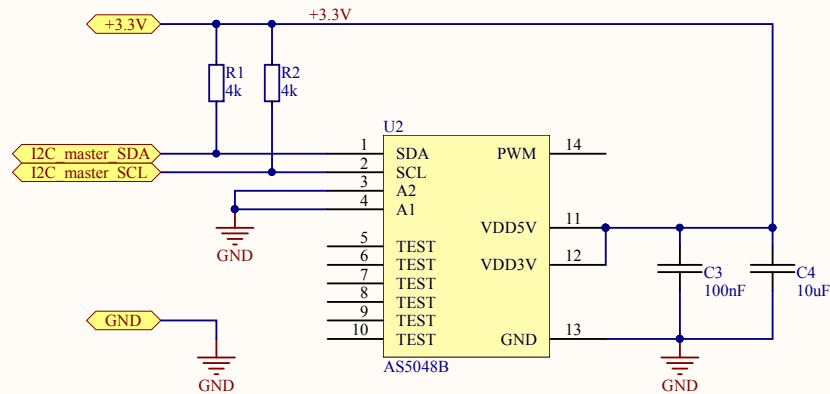 +3.3V
+3.3V
R1
4k
R2
4k
U2
I2C_master_SDA
1
SDA
PWM
14
I2C_master_SCL
2
SCL
3
A2
4
A1
VDD5V
11
GND
5
TEST
6
TEST
VDD3V
12
7
TEST
C3
100nF
C4
10uF
8
TEST
GND
9
TEST
10
TEST
GND
13
GND
AS5048B
GND